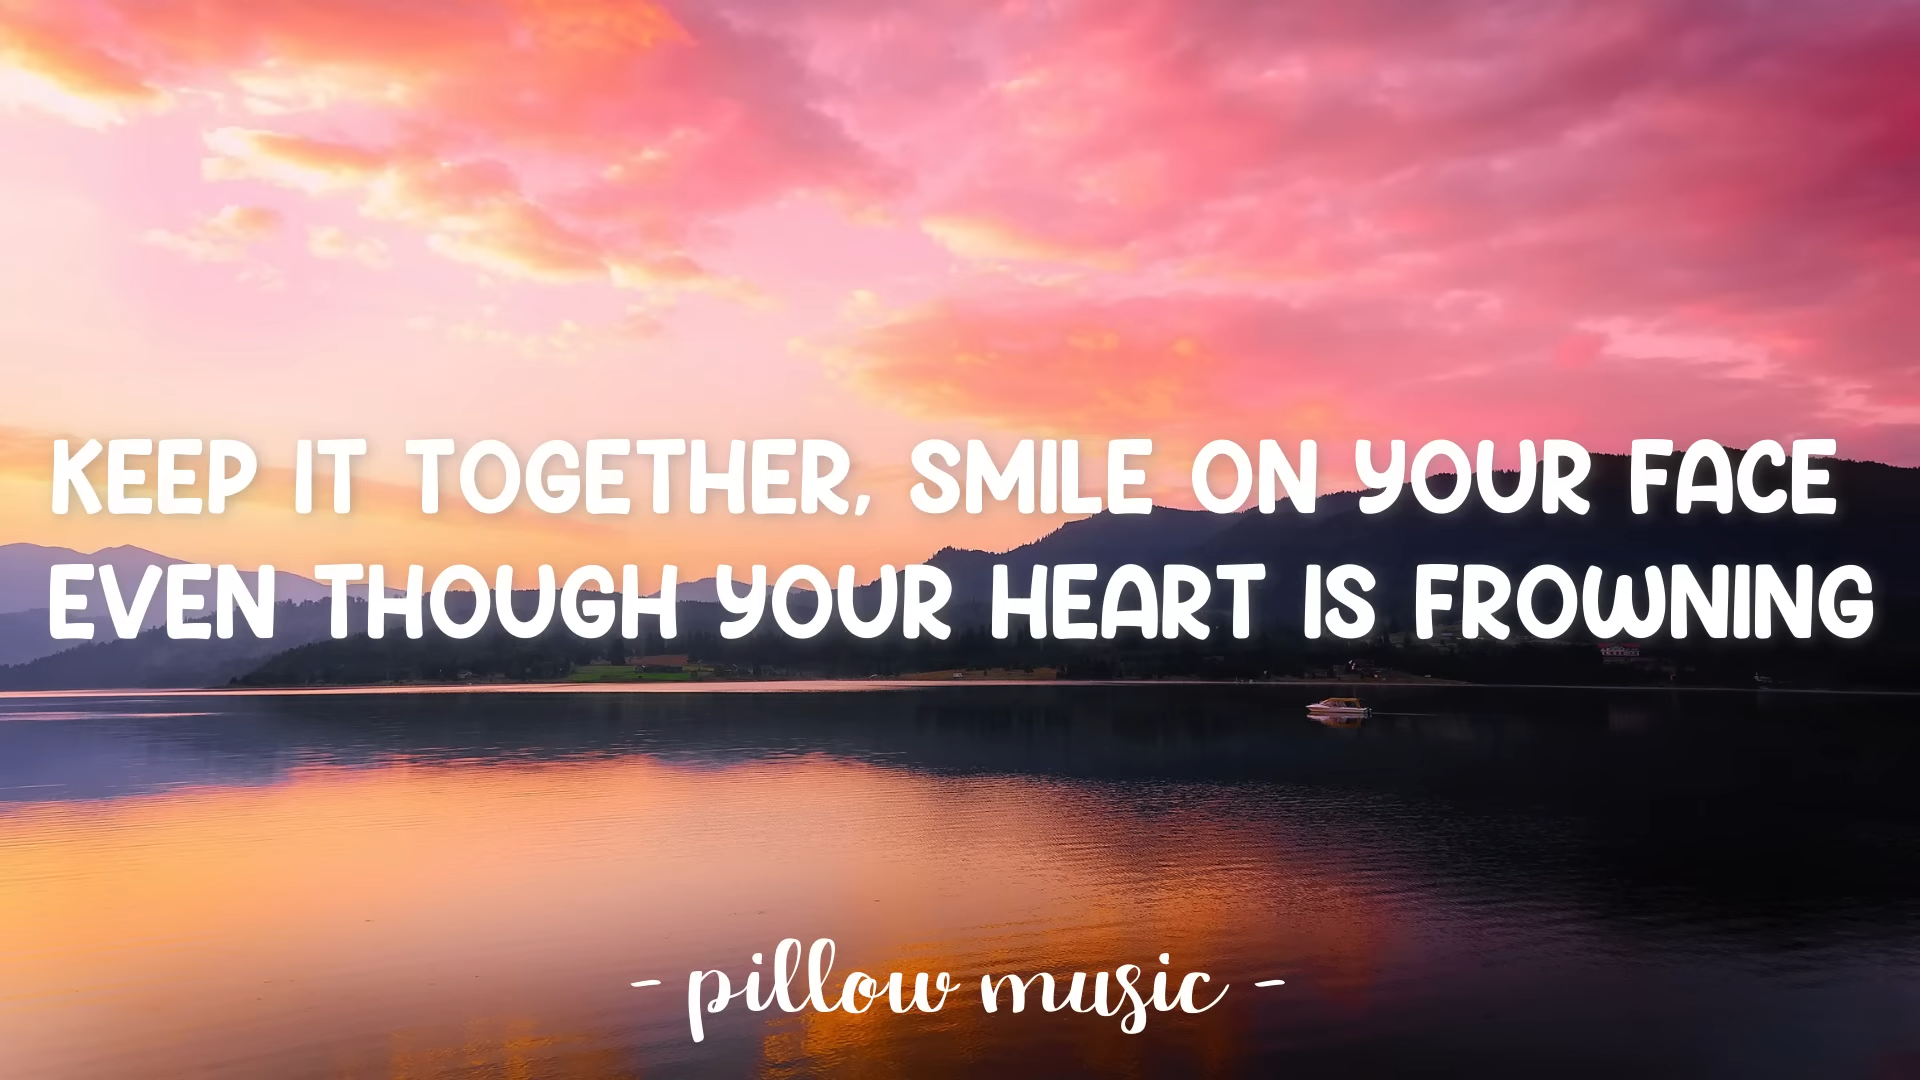 KEEP IT TOGETHER, SMILE ON YOUR FACE
EVEN THOUGH YOUR HEART IS FROWNING
- pillow music -